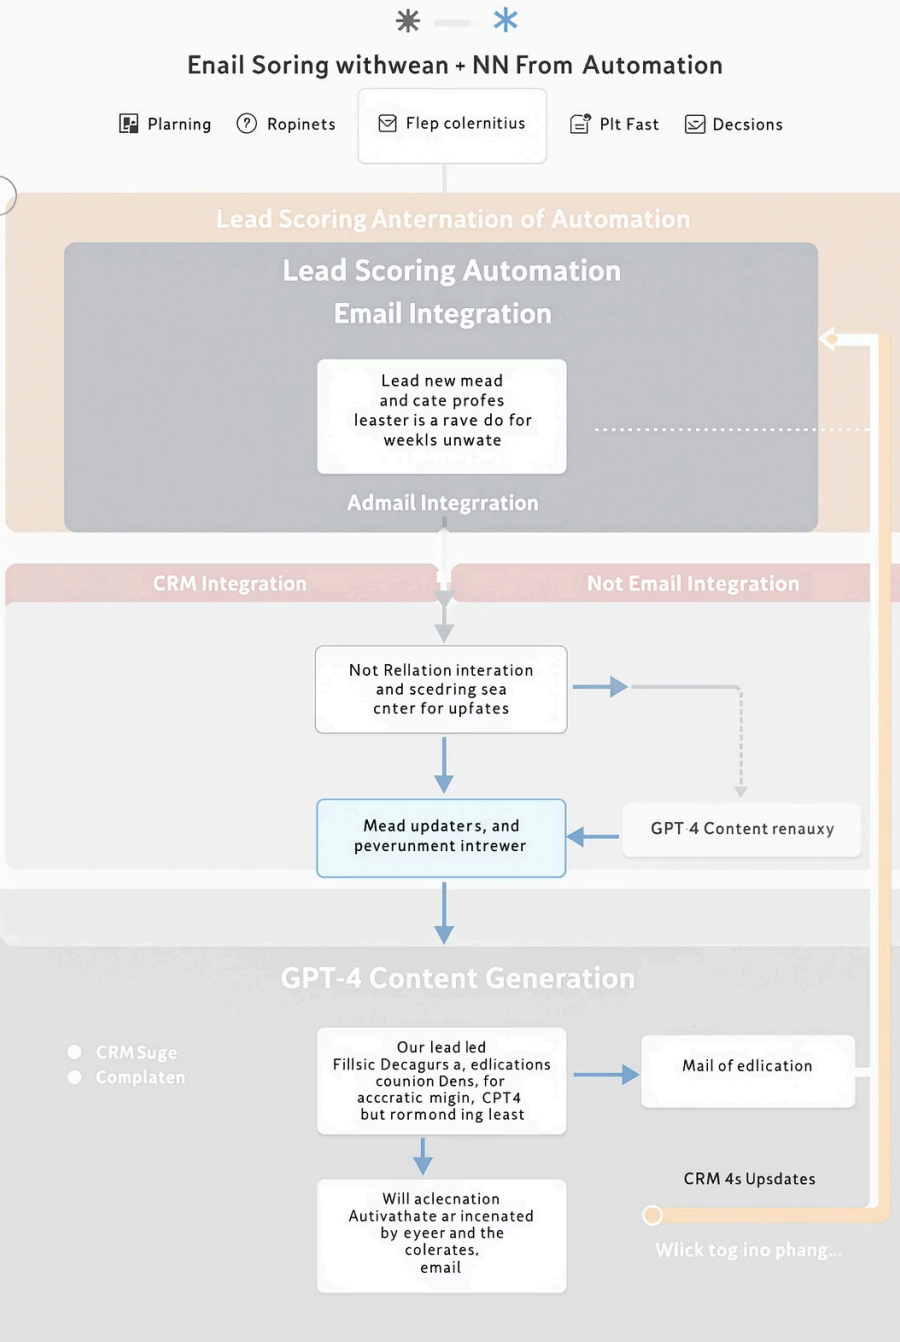 Enail Soring withwean + NN From Automation
Plarning Ropinets Flep colernitius Plt Fast Decsions
Lead Scoring Anternation of Automation
Lead Scoring Automation
Email Integration
Lead new mead
and cate profes
leaster is a rave do for
weekls unwate
Admail Integrration
CRM Integration
Not Email Integration
Not Rellation interation
and scedring sea
cnter for upfates
Mead updaters, and
peverunment intrewer
GPT-4 Content renauxy
GPT-4 Content Generation
CRM Suge
Complaten
Our lead led
Fillsic Decagurs a, edlications
counion Dens, for
acccratic migin, CPT4
but rormond ing least
Mail of edlication
Will aclecnation
Autivathate ar incenated
by eyeer and the
colerates,
email
CRM 4s Upsdates
Wlick tog ino phang...